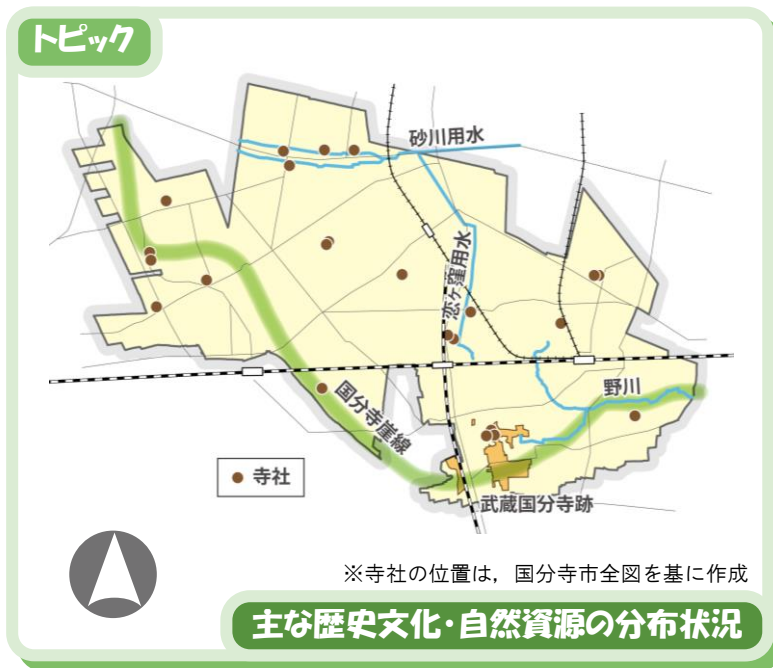 トピック
砂川用水
恋ヶ窪用水
野川
国分寺崖線
寺社
武蔵国分寺跡
※寺社の位置は，国分寺市全図を基に作成
主な歴史文化・自然資源の分布状況